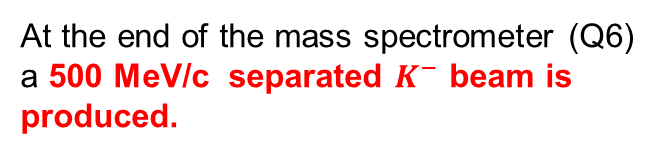 At the end of the mass spectrometer (Q6)
a 500 MeV/c separated K⁻ beam is
produced.